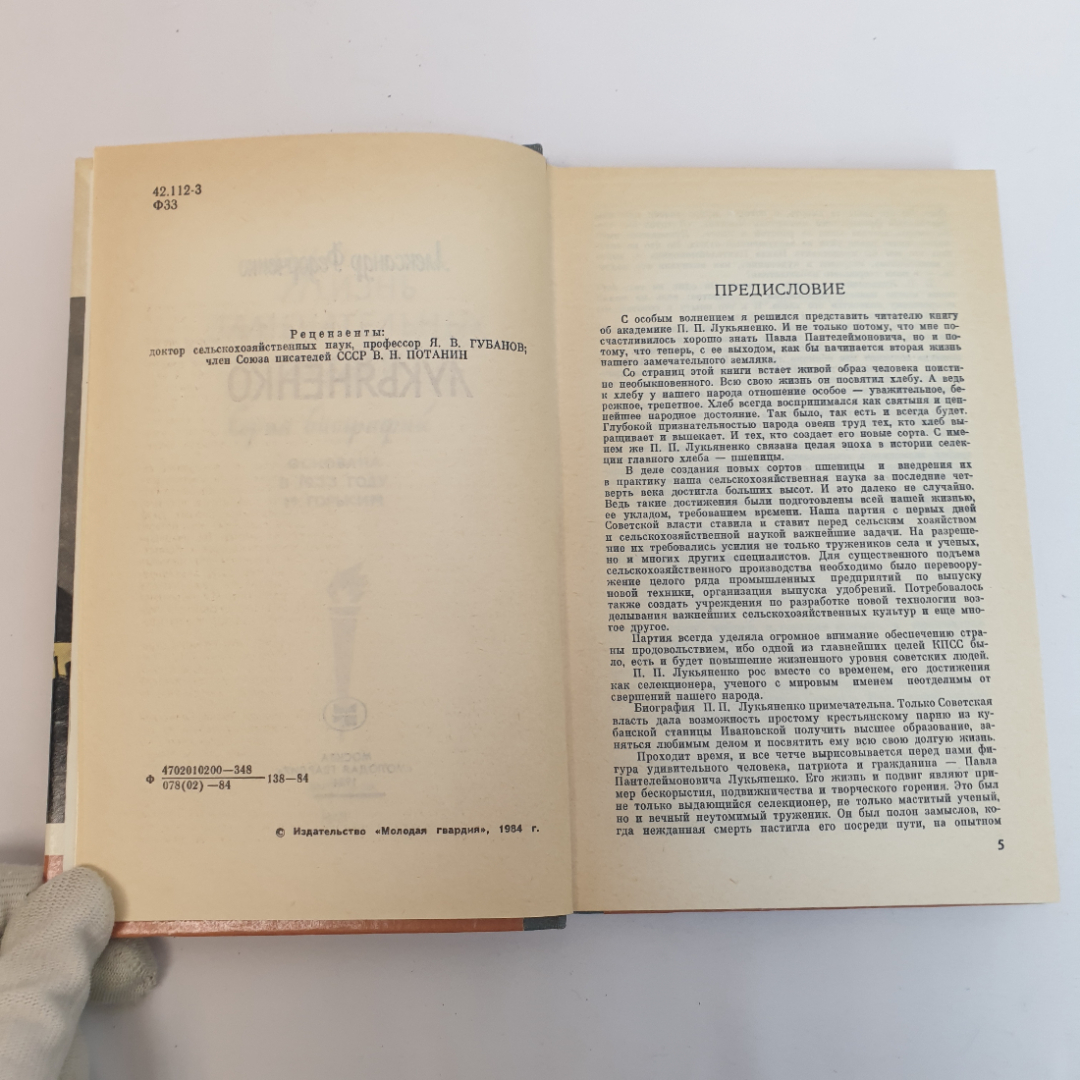 42.112-3
Ф33
Рецензенты:
доктор сельскохозяйственных наук, профессор Я. В. ГУБАНОВ;
член Союза писателей СССР В. Н. ПОТАНИН
Ф 4702010200—348
078(02) —84
138—84
© Издательство «Молодая гвардия», 1984 г.
ПРЕДИСЛОВИЕ
С особым волнением я решился представить читателю книгу
об академике П. П. Лукьяненко. И не только потому, что мне по-
счастливилось хорошо знать Павла Пантелеймоновича, но и по-
тому, что теперь, с ее выходом, как бы начинается вторая жизнь
нашего замечательного земляка.
Со страниц этой книги встает живой образ человека поисти-
не необыкновенного. Всю свою жизнь он посвятил хлебу. А ведь
к хлебу у нашего народа отношение особое — уважительное, бе-
режное, трепетное. Хлеб всегда воспринимался как святыня и цен-
нейшее народное достояние. Так было, так есть и всегда будет.
Глубокой признательностью народа овеян труд тех, кто хлеб вы-
ращивает и выпекает. И тех, кто создает его новые сорта. С име-
нем же П. П. Лукьяненко связана целая эпоха в истории селек-
ции главного хлеба — пшеницы.
В деле создания новых сортов пшеницы и внедрения их
в практику наша сельскохозяйственная наука за последние чет-
верть века достигла больших высот. И это далеко не случайно.
Ведь такие достижения были подготовлены всей нашей жизнью,
ее укладом, требованием времени. Наша партия с первых дней
Советской власти ставила и ставит перед сельским хозяйством
и сельскохозяйственной наукой важнейшие задачи. На разреше-
ние их требовались усилия не только тружеников села и ученых,
но и многих других специалистов. Для существенного подъема
сельскохозяйственного производства необходимо было перевоору-
жение целого ряда промышленных предприятий по выпуску
новой техники, организация выпуска удобрений. Потребовалось
также создать учреждения по разработке новой технологии воз-
делывания важнейших сельскохозяйственных культур и еще мно-
гое другое.
Партия всегда уделяла огромное внимание обеспечению стра-
ны продовольствием, ибо одной из главнейших целей КПСС бы-
ло, есть и будет повышение жизненного уровня советских людей.
П. П. Лукьяненко рос вместе со временем, его достижения
как селекционера, ученого с мировым именем неотделимы от
свершений нашего народа.
Биография П. П. Лукьяненко примечательна. Только Советская
власть дала возможность простому крестьянскому парню из ку-
банской станицы Ивановской получить высшее образование, за-
няться любимым делом и посвятить ему всю свою долгую жизнь.
Проходит время, и все четче вырисовывается перед нами фи-
гура удивительного человека, патриота и гражданина — Павла
Пантелеймоновича Лукьяненко. Его жизнь и подвиг являют при-
мер бескорыстия, подвижничества и творческого горения. Это был
не только выдающийся селекционер, не только маститый ученый,
но и вечный неутомимый труженик. Он был полон замыслов, ко-
гда нежданная смерть настигла его посреди пути, на опытном
5